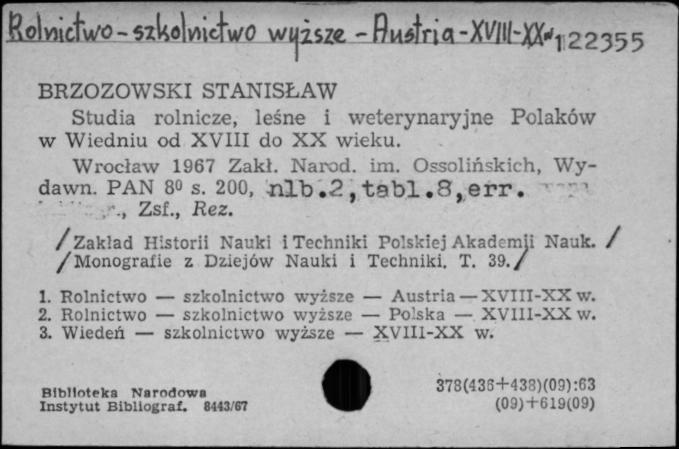 Rolnictwo - szkolnictwo wyższe - Austria - XVIII-XX w 122355
BRZOZOWSKI STANISŁAW
Studia rolnicze, leśne i weterynaryjne Polaków
w Wiedniu od XVIII do XX wieku.
Wrocław 1967 Zakł. Narod. im. Ossolińskich, Wy-
dawn. PAN 8⁰ s. 200, nlb.2,tabl.8,err.
Zsf., Rez.
/Zakład Historii Nauki i Techniki Polskiej Akademii Nauk. /
/Monografie z Dziejów Nauki i Techniki. T. 39./
1. Rolnictwo — szkolnictwo wyższe — Austria — XVIII-XX w.
2. Rolnictwo — szkolnictwo wyższe — Polska — XVIII-XX w.
3. Wiedeń — szkolnictwo wyższe — XVIII-XX w.
378(436+438)(09):63
Biblioteka Narodowa
Instytut Bibliograf. 8443/67 (09)+619(09)